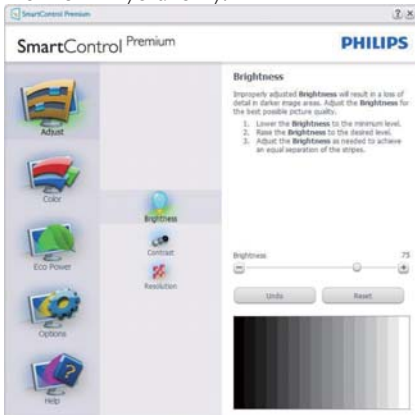 SmartControl Premium
? x
SmartControl Premium
PHILIPS
Adjust
Color
Eco Power
Options
Help
Brightness
Contrast
Resolution
Brightness
Improperly adjusted Brightness will result in a loss of
detail in darker image areas. Adjust the Brightness for
the best possible picture quality.
1. Lower the Brightness to the minimum level.
2. Raise the Brightness to the desired level.
3. Adjust the Brightness as needed to achieve
an equal separation of the stripes.
Brightness 75
Undo
Reset